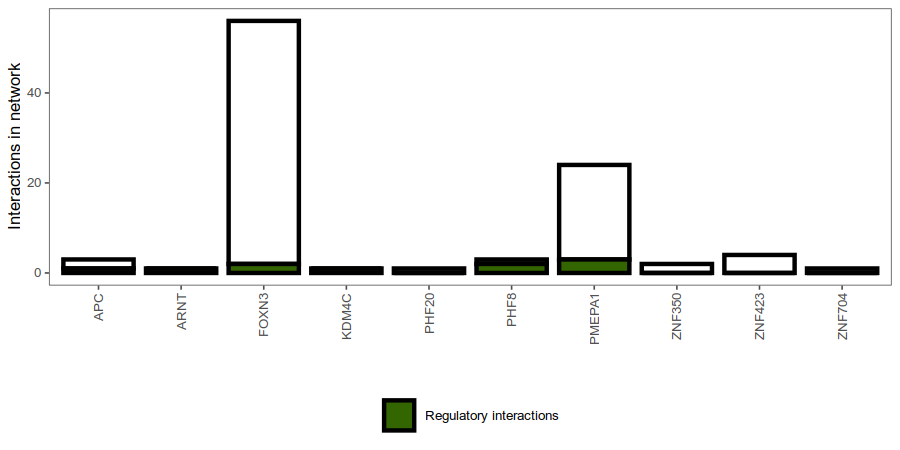 Interactions in network
40
20
0
APC
ARNT
FOXN3
KDM4C
PHF20
PHF8
PMEPA1
ZNF350
ZNF423
ZNF704
Regulatory interactions